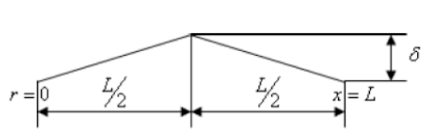 δ
r = 0 L/2 L/2 x = L